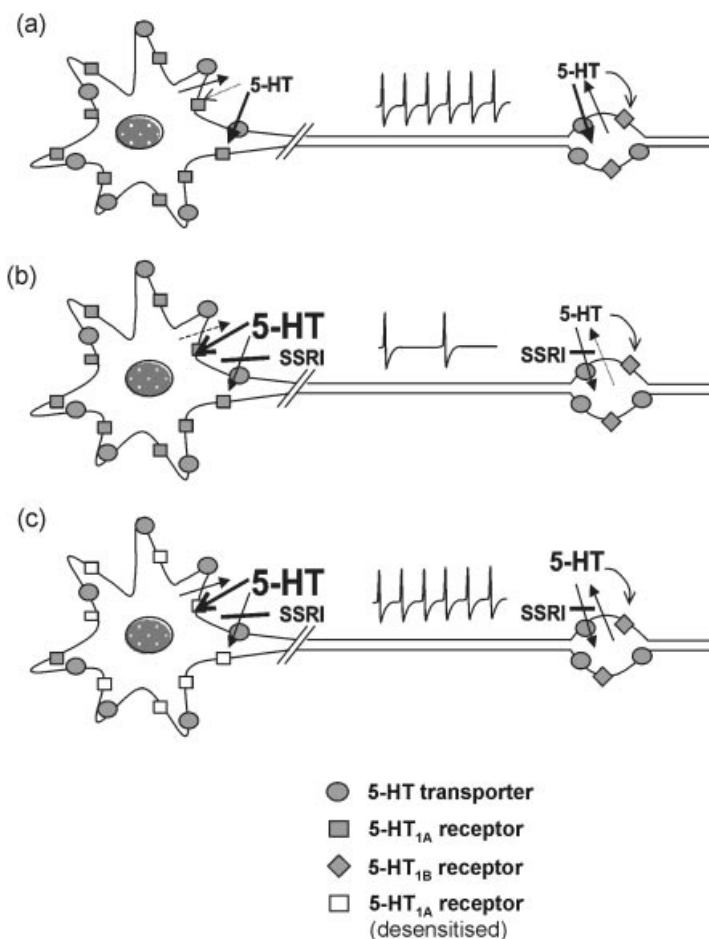 (a)
5-HT
5-HT
(b)
5-HT
SSRI
5-HT
SSRI
(c)
5-HT
SSRI
5-HT
SSRI
5-HT transporter
5-HT1A receptor
5-HT1B receptor
5-HT1A receptor
(desensitised)